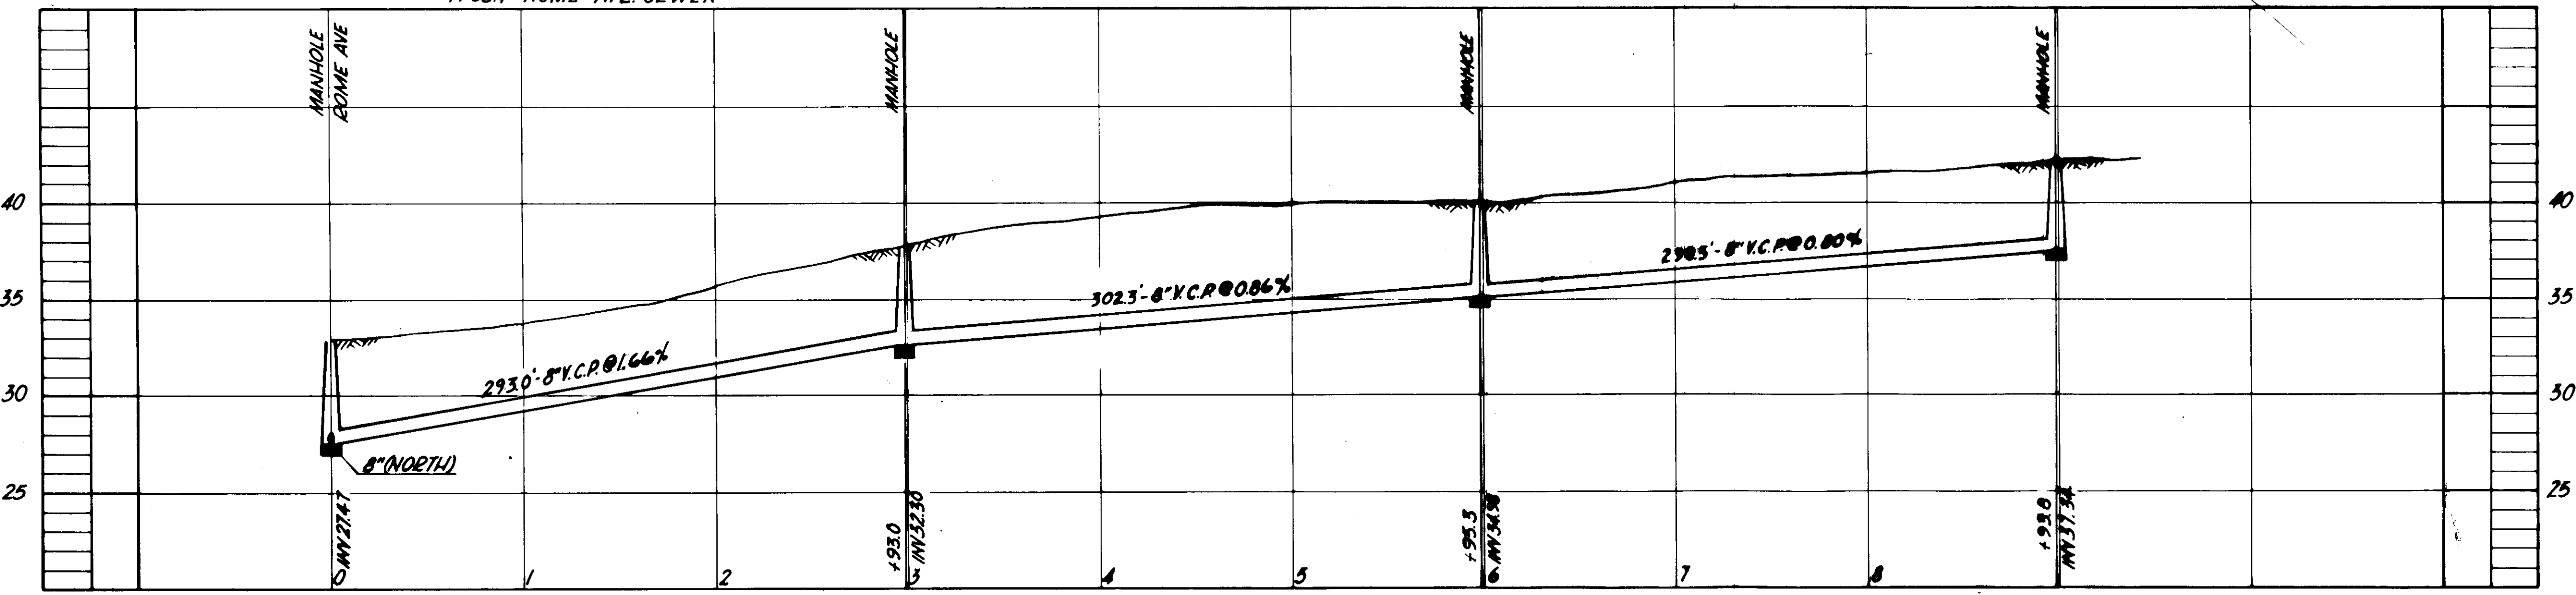 MANHOLE
ROME AVE
MANHOLE
MANHOLE
MANHOLE
40
40
35
35
30
30
25
25
293.0'-8" V.C.P. @ 1.66%
302.3'-8" V.C.P. @ 0.86%
298.5'-8" V.C.P. @ 0.80%
8" (NORTH)
INV 27.47
+93.0
INV 32.30
+95.3
INV 34.98
+93.8
INV 37.34
0
1
2
3
4
5
6
7
8